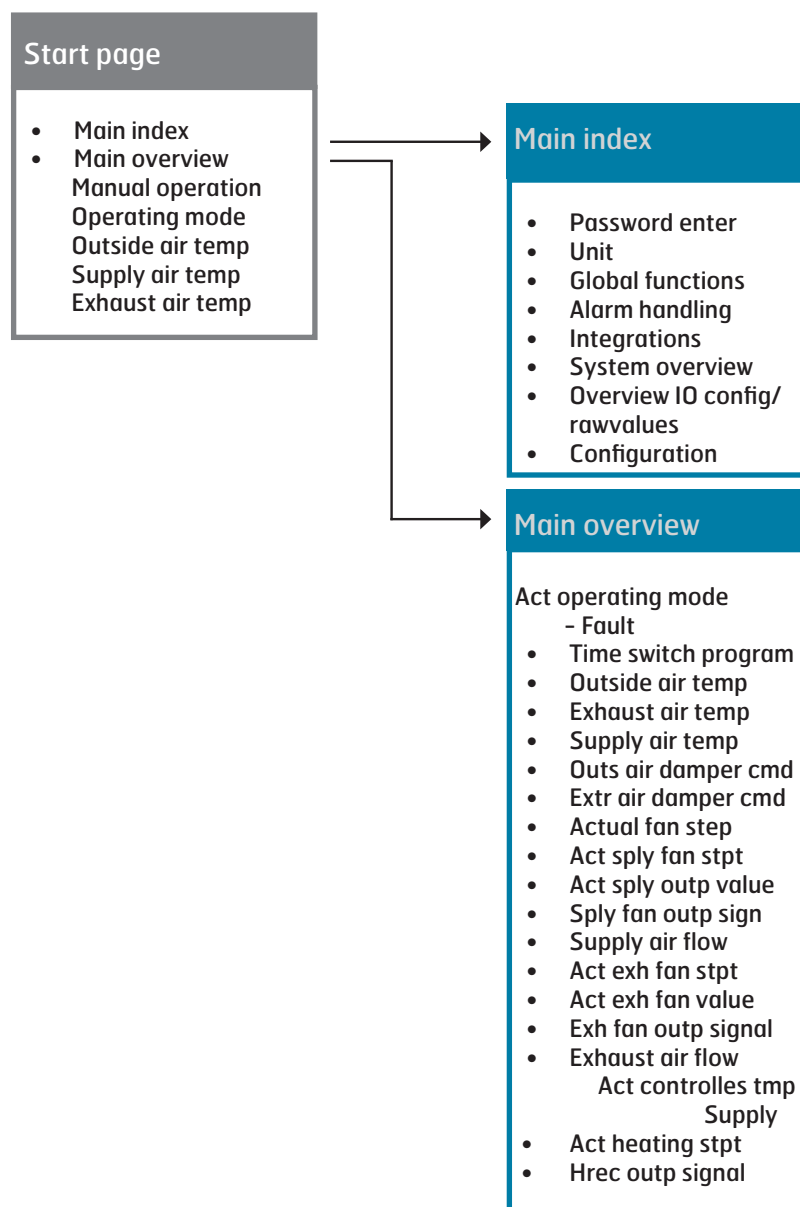 Start page
• Main index
• Main overview
Manual operation
Operating mode
Outside air temp
Supply air temp
Exhaust air temp
Main index
• Password enter
• Unit
• Global functions
• Alarm handling
• Integrations
• System overview
• Overview IO config/
rawvalues
• Configuration
Main overview
Act operating mode
- Fault
• Time switch program
• Outside air temp
• Exhaust air temp
• Supply air temp
• Outs air damper cmd
• Extr air damper cmd
• Actual fan step
• Act sply fan stpt
• Act sply outp value
• Sply fan outp sign
• Supply air flow
• Act exh fan stpt
• Act exh fan value
• Exh fan outp signal
• Exhaust air flow
Act controlles tmp
Supply
• Act heating stpt
• Hrec outp signal